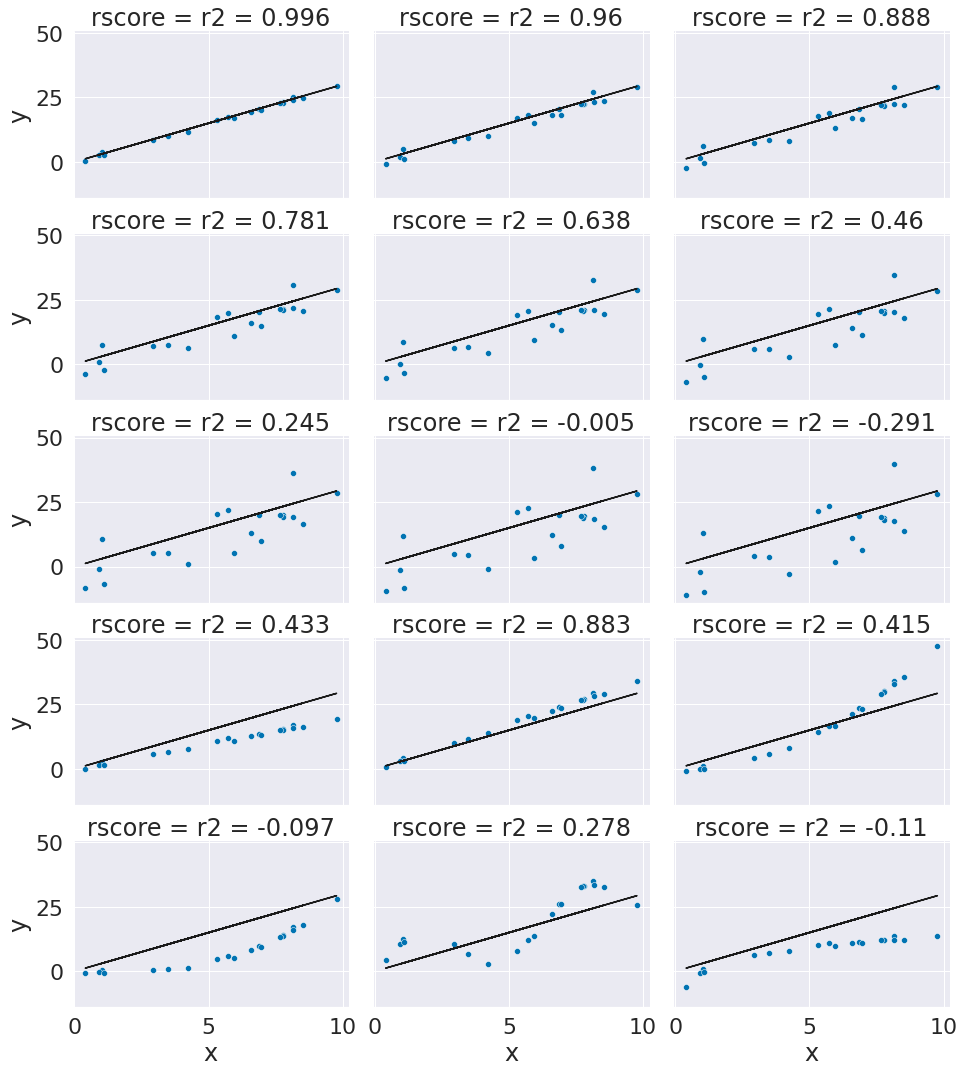 rscore = r2 = 0.996 rscore = r2 = 0.96 rscore = r2 = 0.888
50
25
0
y
rscore = r2 = 0.781 rscore = r2 = 0.638 rscore = r2 = 0.46
50
25
0
y
rscore = r2 = 0.245 rscore = r2 = -0.005 rscore = r2 = -0.291
50
25
0
y
rscore = r2 = 0.433 rscore = r2 = 0.883 rscore = r2 = 0.415
50
25
0
y
rscore = r2 = -0.097 rscore = r2 = 0.278 rscore = r2 = -0.11
50
25
0
y
0 5 10 0 5 10 0 5 10
x x x